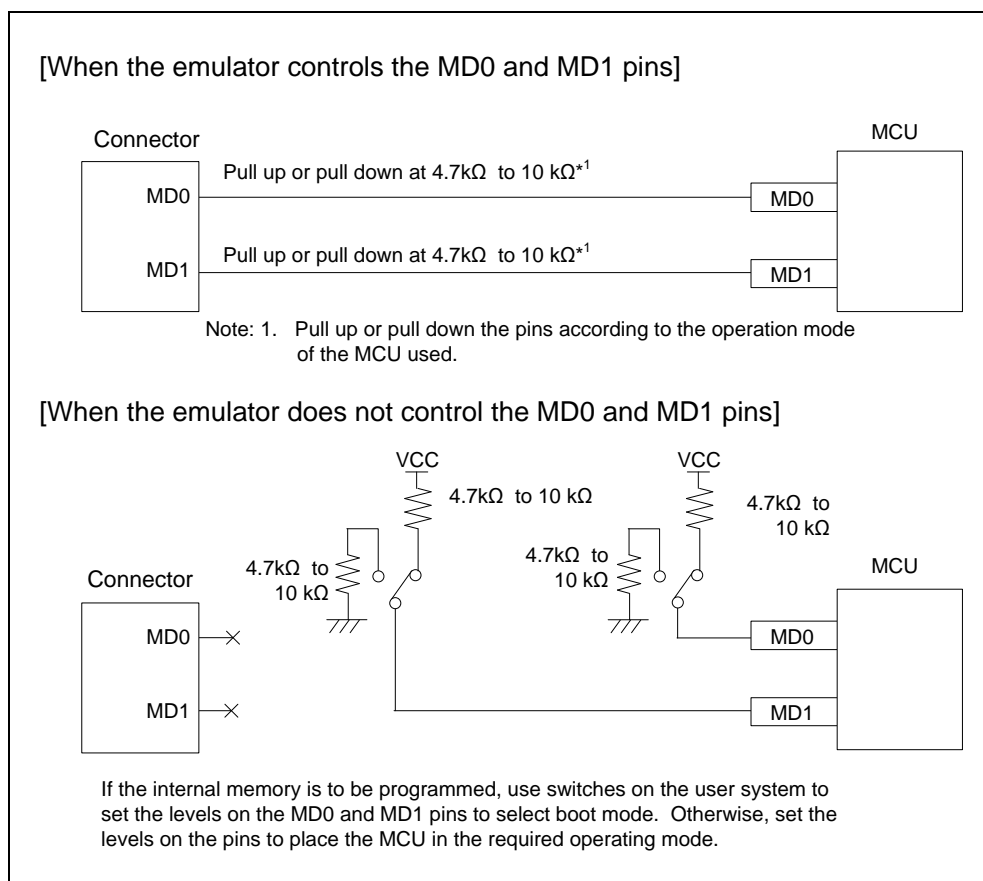 [When the emulator controls the MD0 and MD1 pins]
Connector
MCU
Pull up or pull down at 4.7kΩ to 10 kΩ*1
MD0
MD0
Pull up or pull down at 4.7kΩ to 10 kΩ*1
MD1
MD1
Note: 1. Pull up or pull down the pins according to the operation mode
of the MCU used.
[When the emulator does not control the MD0 and MD1 pins]
VCC
VCC
4.7kΩ to 10 kΩ
4.7kΩ to
10 kΩ
4.7kΩ to
10 kΩ
4.7kΩ to
10 kΩ
Connector
MCU
MD0
MD0
MD1
MD1
If the internal memory is to be programmed, use switches on the user system to
set the levels on the MD0 and MD1 pins to select boot mode. Otherwise, set the
levels on the pins to place the MCU in the required operating mode.